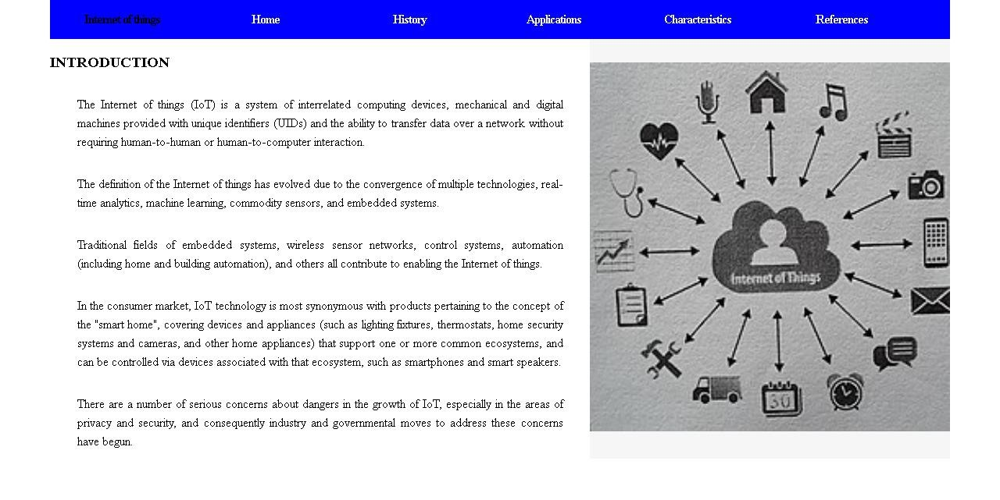 Internet of things Home History Applications Characteristics References
INTRODUCTION
The Internet of things (IoT) is a system of interrelated computing devices, mechanical and digital
machines provided with unique identifiers (UIDs) and the ability to transfer data over a network without
requiring human-to-human or human-to-computer interaction.
The definition of the Internet of things has evolved due to the convergence of multiple technologies, real-
time analytics, machine learning, commodity sensors, and embedded systems.
Traditional fields of embedded systems, wireless sensor networks, control systems, automation
(including home and building automation), and others all contribute to enabling the Internet of things.
In the consumer market, IoT technology is most synonymous with products pertaining to the concept of
the "smart home", covering devices and appliances (such as lighting fixtures, thermostats, home security
systems and cameras, and other home appliances) that support one or more common ecosystems, and
can be controlled via devices associated with that ecosystem, such as smartphones and smart speakers.
There are a number of serious concerns about dangers in the growth of IoT, especially in the areas of
privacy and security, and consequently industry and governmental moves to address these concerns
have begun.
Internet of Things
30